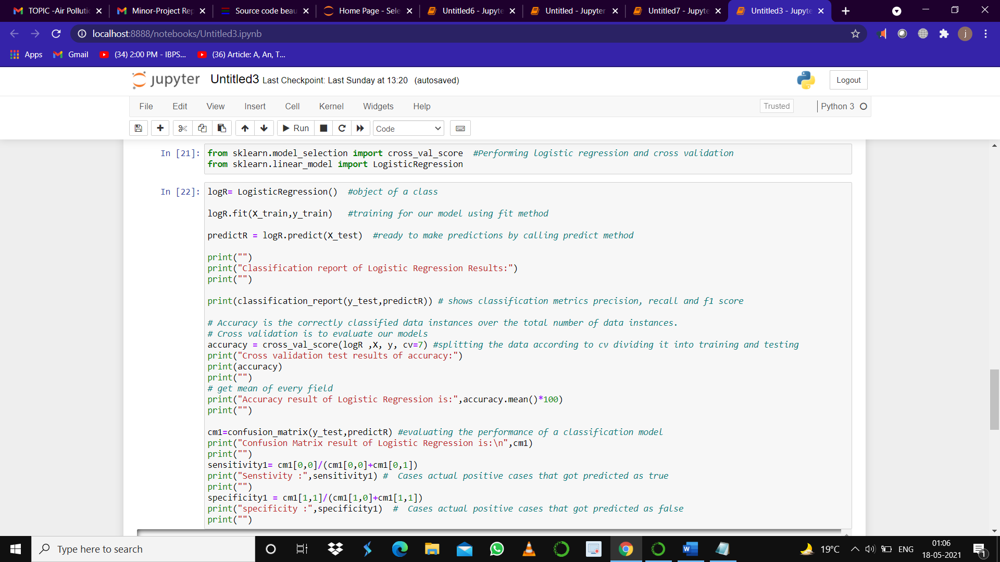 TOPIC -Air Pollutic
Minor-Project Rep
Source code beau
Home Page - Sele
Untitled6 - Jupyte
Untitled - Jupyter
Untitled7 - Jupyte
Untitled3 - Jupyte
localhost:8888/notebooks/Untitled3.ipynb
j
Apps
Gmail
(34) 2:00 PM - IBPS...
(36) Article: A, An, T...
jupyter Untitled3 Last Checkpoint: Last Sunday at 13:20 (autosaved)
Logout
File Edit View Insert Cell Kernel Widgets Help
Trusted
Python 3
Run
Code
In [21]: from sklearn.model_selection import cross_val_score  #Performing logistic regression and cross validation
from sklearn.linear_model import LogisticRegression
In [22]: logR= LogisticRegression()  #object of a class
logR.fit(X_train,y_train)   #training for our model using fit method
predictR = logR.predict(X_test)  #ready to make predictions by calling predict method
print("")
print("Classification report of Logistic Regression Results:")
print("")
print(classification_report(y_test,predictR)) # shows classification metrics precision, recall and f1 score
# Accuracy is the correctly classified data instances over the total number of data instances.
# Cross validation is to evaluate our models
accuracy = cross_val_score(logR ,X, y, cv=7) #splitting the data according to cv dividing it into training and testing
print("Cross validation test results of accuracy:")
print(accuracy)
print("")
# get mean of every field
print("Accuracy result of Logistic Regression is:",accuracy.mean()*100)
print("")
cm1=confusion_matrix(y_test,predictR) #evaluating the performance of a classification model
print("Confusion Matrix result of Logistic Regression is:\n",cm1)
print("")
sensitivity1= cm1[0,0]/(cm1[0,0]+cm1[0,1])
print("Senstivity :",sensitivity1) #  Cases actual positive cases that got predicted as true
print("")
specificity1 = cm1[1,1]/(cm1[1,0]+cm1[1,1])
print("specificity :",specificity1)  #  Cases actual positive cases that got predicted as false
print("")
Type here to search
19°C
ENG
01:06
18-05-2021
1